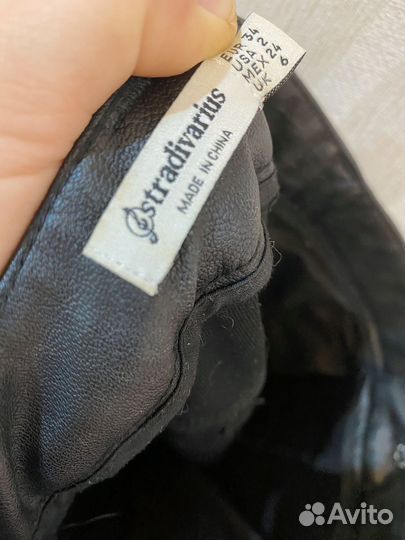 EUR 34
USA 2
MEX 24
UK 6
stradivarius
MADE IN CHINA
Avito